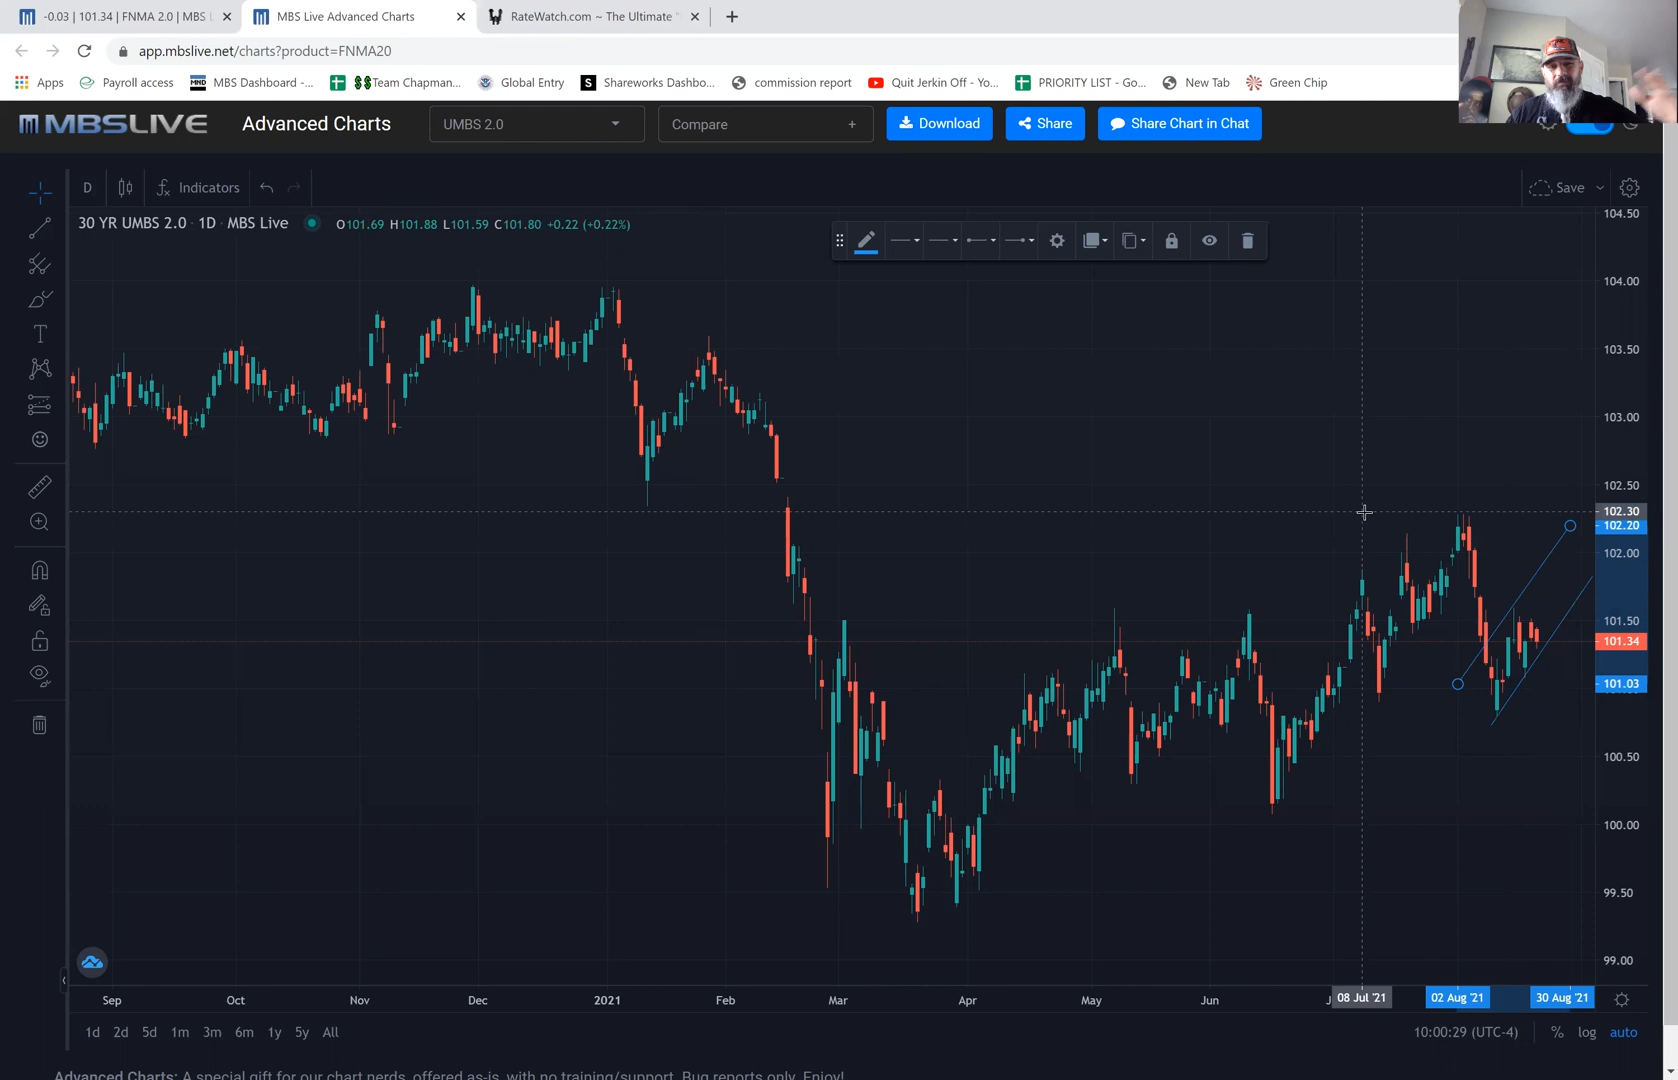 -0.03 | 101.34 | FNMA 2.0 | MBS L
MBS Live Advanced Charts
RateWatch.com ~ The Ultimate "
app.mbslive.net/charts?product=FNMA20
Apps
Payroll access
MND
MBS Dashboard -...
$$Team Chapman...
Global Entry
S
Shareworks Dashbo...
commission report
Quit Jerkin Off - Yo...
PRIORITY LIST - Go...
New Tab
Green Chip
MBSLIVE
Advanced Charts
UMBS 2.0
Compare
+
Download
Share
Share Chart in Chat
D
Indicators
Save
30 YR UMBS 2.0 · 1D · MBS Live
O101.69 H101.88 L101.59 C101.80 +0.22 (+0.22%)
T
104.50
104.00
103.50
103.00
102.50
102.30
102.20
102.00
101.50
101.34
101.03
100.50
100.00
99.50
99.00
Sep
Oct
Nov
Dec
2021
Feb
Mar
Apr
May
Jun
J
08 Jul '21
02 Aug '21
30 Aug '21
1d 2d 5d 1m 3m 6m 1y 5y All
10:00:29 (UTC-4)
%
log
auto
Advanced Charts: A special gift for our chart nerds, offered as-is, with no training/support. Bug reports only. Enjoy!